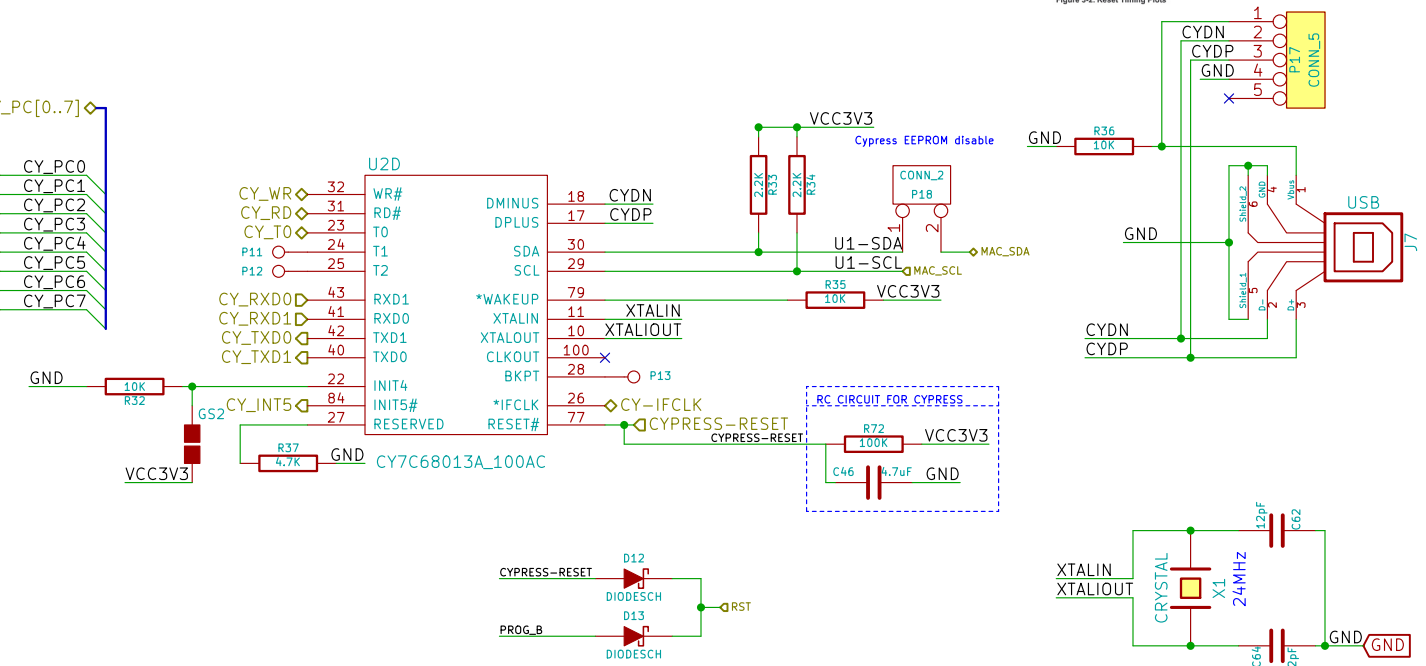 Figure 3-2. Reset Timing Plots
_PC[0..7]
CY_PC0
CY_PC1
CY_PC2
CY_PC3
CY_PC4
CY_PC5
CY_PC6
CY_PC7
U2D
CY_WR 32 WR#
CY_RD 31 RD#
CY_T0 23 T0
P11 24 T1
P12 25 T2
CY_RXD0 43 RXD1
CY_RXD1 41 RXD0
CY_TXD0 42 TXD1
CY_TXD1 40 TXD0
22 INIT4
CY_INT5 84 INIT5#
27 RESERVED
DMINUS 18 CYDN
DPLUS 17 CYDP
SDA 30 U1-SDA
SCL 29 U1-SCL
*WAKEUP 79
XTALIN 11 XTALIN
XTALOUT 10 XTALIOUT
CLKOUT 100
BKPT 28 P13
*IFCLK 26 CY-IFCLK
RESET# 77 CYPRESS-RESET
CY7C68013A_100AC
GND
10K
R32
GS2
VCC3V3
R37
4.7K
GND
VCC3V3
2.2K
R33
2.2K
R34
Cypress EEPROM disable
CONN_2
P18
1
2
MAC_SDA
MAC_SCL
R35
10K
VCC3V3
RC CIRCUIT FOR CYPRESS
CYPRESS-RESET
R72
100K
VCC3V3
C46
4.7uF
GND
CYPRESS-RESET
D12
DIODESCH
RST
PROG_B
D13
DIODESCH
1
CYDN 2
CYDP 3
GND 4
5
P17
CONN_5
GND
R36
10K
USB
J7
Shield_2
6
GND
4
Vbus
1
GND
Shield_1
5
D-
2
D+
3
CYDN
CYDP
12pF
C62
XTALIN
XTALIOUT
CRYSTAL
X1
24MHz
C64
2pF
GND
GND